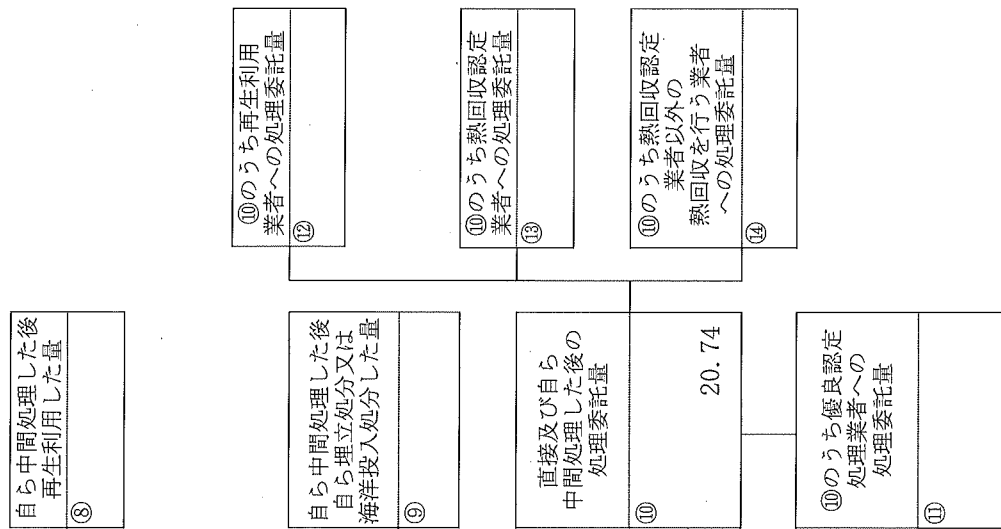 自ら中間処理した後
再生利用した量
⑧
自ら中間処理した後
自ら埋立処分又は
海洋投入処分した量
⑨
直接及び自ら
中間処理した後の
処理委託量
⑩
20.74
⑩のうち優良認定
処理業者への
処理委託量
⑪
⑩のうち再生利用
業者への処理委託量
⑫
⑩のうち熱回収認定
業者への処理委託量
⑬
⑩のうち熱回収認定
業者以外の
熱回収を行う業者
への処理委託量
⑭